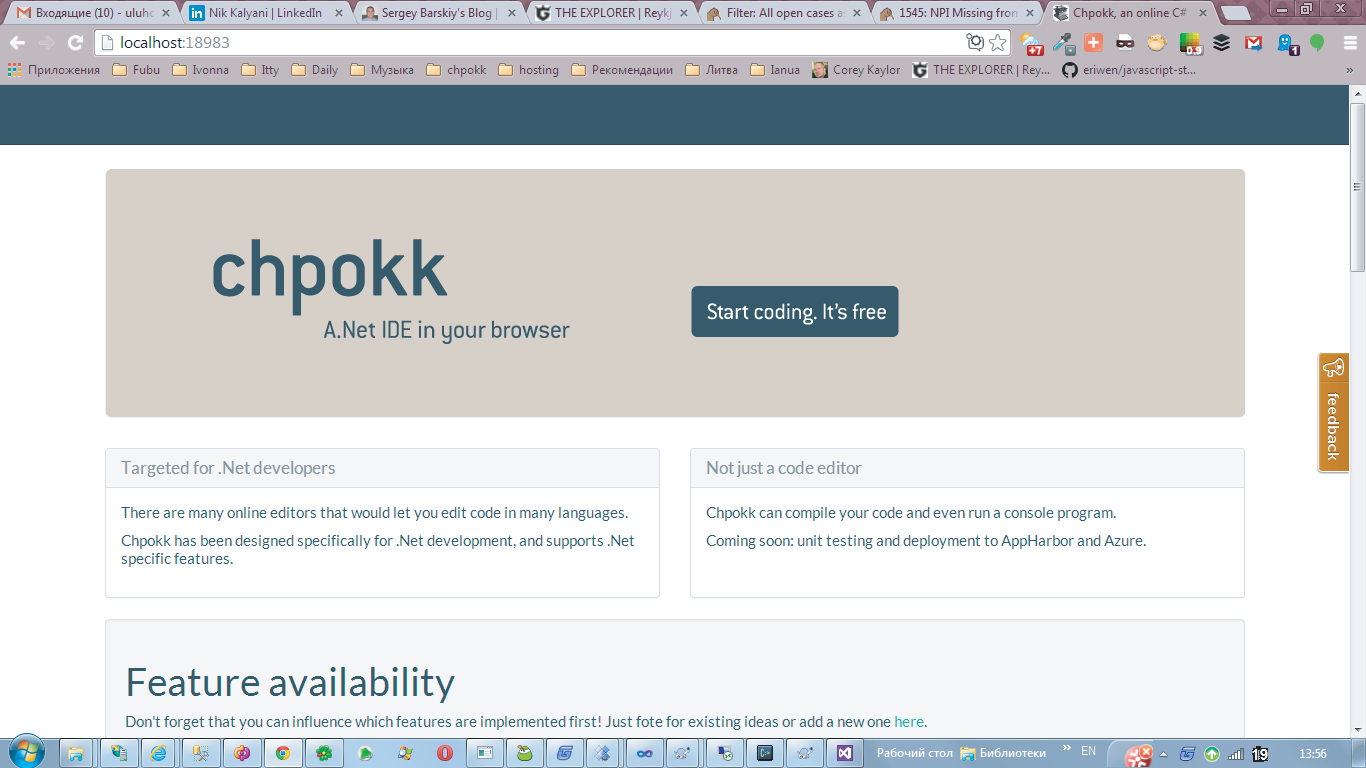 Входящие (10) - uluhc
Nik Kalyani | LinkedIn
Sergey Barskiy's Blog |
THE EXPLORER | Reykj
Filter: All open cases as
1545: NPI Missing from
Chpokk, an online C#
localhost:18983
+7
0.9
1
Приложения
Fubu
Ivonna
Itty
Daily
Музыка
chpokk
hosting
Рекомендации
Литва
Ianua
Corey Kaylor
THE EXPLORER | Rey...
eriwen/javascript-st...
»
chpokk
A.Net IDE in your browser
Start coding. It's free
feedback
Targeted for .Net developers
There are many online editors that would let you edit code in many languages.
Chpokk has been designed specifically for .Net development, and supports .Net
specific features.
Not just a code editor
Chpokk can compile your code and even run a console program.
Coming soon: unit testing and deployment to AppHarbor and Azure.
Feature availability
Don't forget that you can influence which features are implemented first! Just fote for existing ideas or add a new one here.
Рабочий стол
Библиотеки
»
EN
19
13:56